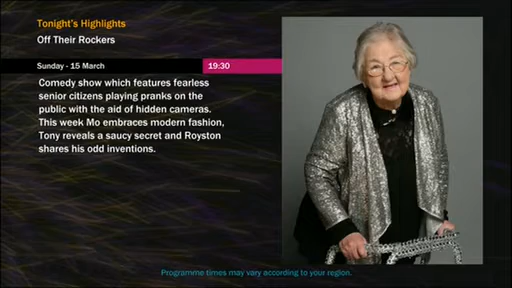 Tonight's Highlights
Off Their Rockers
Sunday - 15 March
19:30
Comedy show which features fearless
senior citizens playing pranks on the
public with the aid of hidden cameras.
This week Mo embraces modern fashion,
Tony reveals a saucy secret and Royston
shares his odd inventions.
Programme times may vary according to your region.